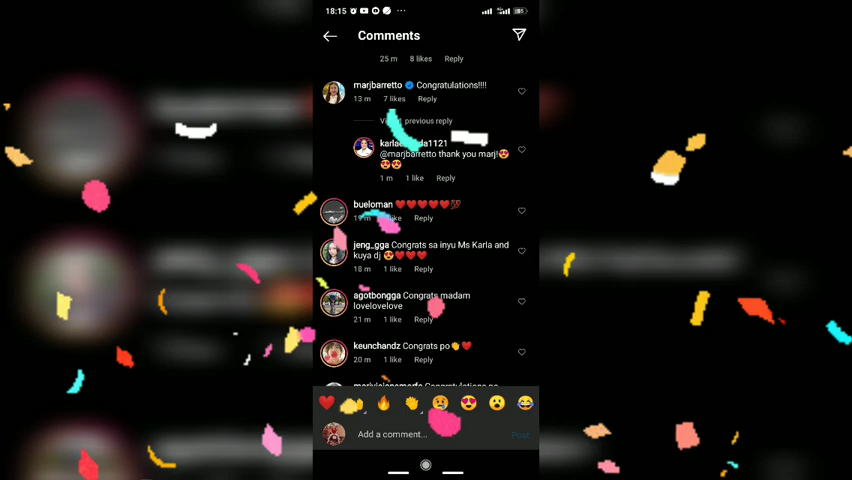 18:15
Comments
25 m 8 likes Reply
marjbarretto Congratulations!!!!
13 m 7 likes Reply
previous reply
@marjbarretto thank you marj!😍
😍😍
1 m 1 like Reply
bueloman ❤️❤️❤️❤️❤️💯
19 m Reply
jeng_gga Congrats sa inyu Ms Karla and
kuya dj 😍❤️❤️❤️
18 m 1 like Reply
agotbongga Congrats madam
lovelovelove
21 m 1 like Reply
keunchandz Congrats po👏❤️
20 m 1 like Reply
Add a comment...
Post